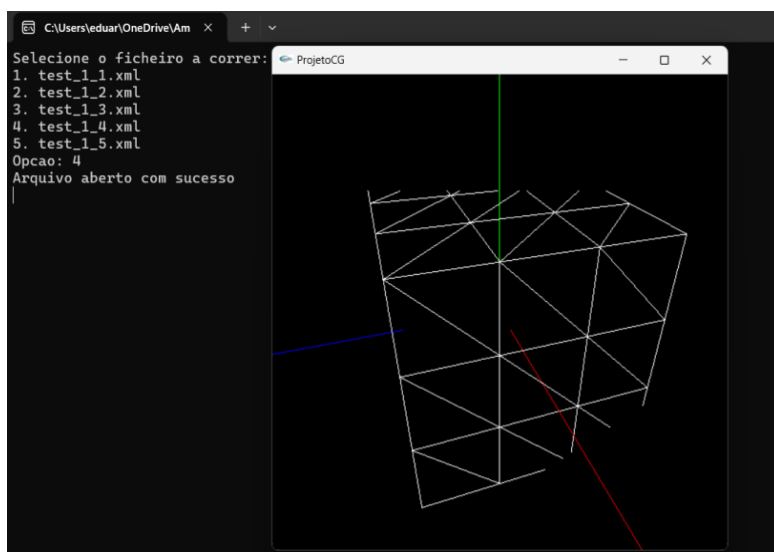 C:\Users\eduar\OneDrive\Am
Selecione o ficheiro a correr:
1. test_1_1.xml
2. test_1_2.xml
3. test_1_3.xml
4. test_1_4.xml
5. test_1_5.xml
Opcao: 4
Arquivo aberto com sucesso
ProjetoCG